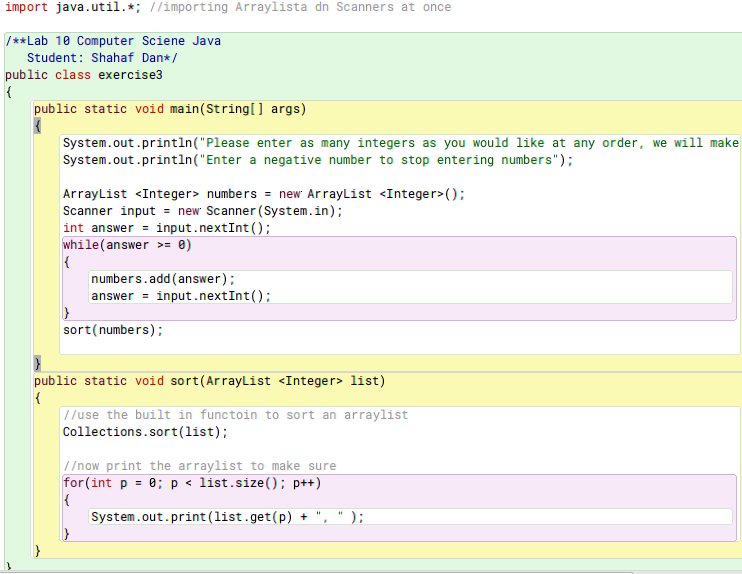 import java.util.*; //importing Arraylista dn Scanners at once
/**Lab 10 Computer Sciene Java
Student: Shahaf Dan*/
public class exercise3
{
public static void main(String[] args)
{
System.out.println("Please enter as many integers as you would like at any order, we will make
System.out.println("Enter a negative number to stop entering numbers");
ArrayList <Integer> numbers = new ArrayList <Integer>();
Scanner input = new Scanner(System.in);
int answer = input.nextInt();
while(answer >= 0)
{
numbers.add(answer);
answer = input.nextInt();
}
sort(numbers);
}
public static void sort(ArrayList <Integer> list)
{
//use the built in functoin to sort an arraylist
Collections.sort(list);
//now print the arraylist to make sure
for(int p = 0; p < list.size(); p++)
{
System.out.print(list.get(p) + ", " );
}
}
}